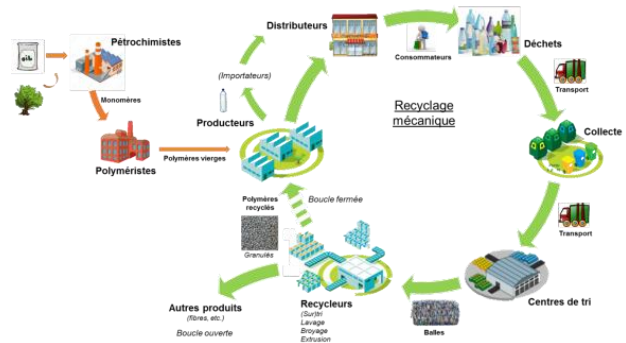 Distributeurs
Pétrochimistes
Consommateurs
Déchets
(Importateurs)
Transport
Monomères
Recyclage
mécanique
Producteurs
Collecte
Polymères vierges
Polyméristes
Polymères
recyclés
Boucle fermée
Transport
Granulés
Centres de tri
Autres produits
(fibres, etc.)
Boucle ouverte
Recycleurs
(Sur)tri
Lavage
Broyage
Extrusion
Balles